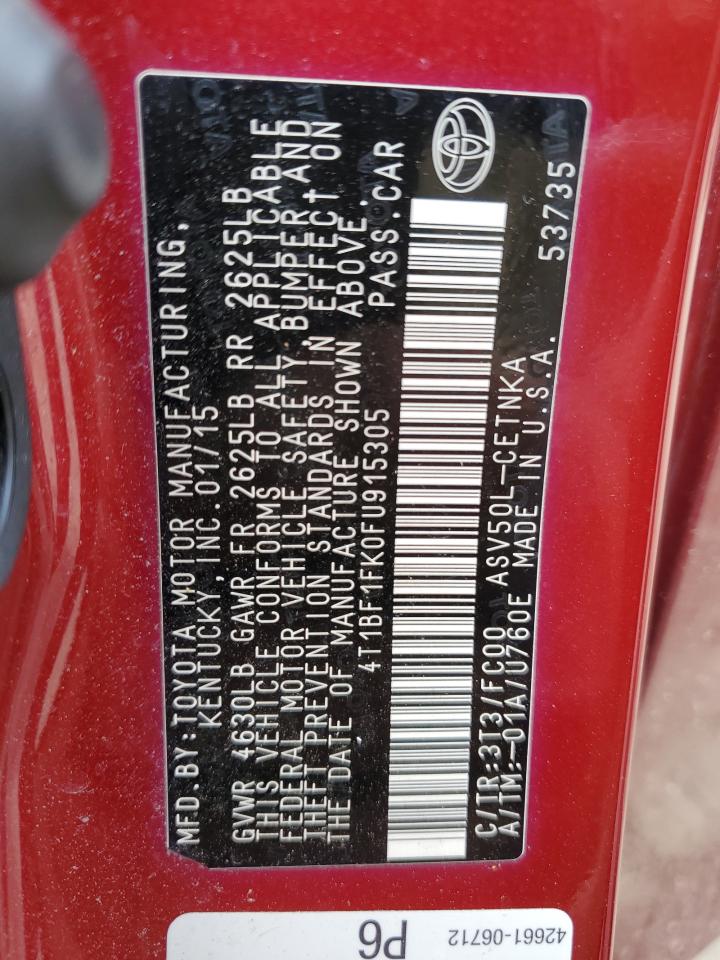 MFD.BY:TOYOTA MOTOR MANUFACTURING,
KENTUCKY,INC.01/15
GVWR 4630LB GAWR FR 2625LB RR 2625LB
THIS VEHICLE CONFORMS TO ALL APPLICABLE
FEDERAL MOTOR VEHICLE SAFETY, BUMPER AND
THEFT PREVENTION STANDARDS IN EFFECT ON
THE DATE OF MANUFACTURE SHOWN ABOVE.
4T1BF1FK0FU915305 PASS.CAR
C/TR:3T3/FC00 ASV50L-CETNKA
A/TM:-01A/U760E MADE IN U.S.A. 53735
P6
42661-06712